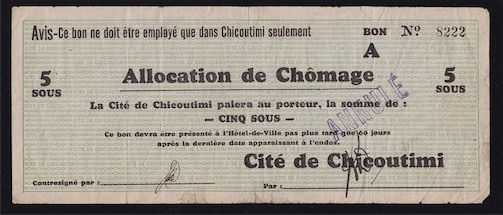 Avis-Ce bon ne doit être employé que dans Chicoutimi seulement
BON Nº 8222
A
5 SOUS
Allocation de Chômage
5 SOUS
La Cité de Chicoutimi paiera au porteur, la somme de :
— CINQ SOUS —
ANNULÉ
Ce bon devra être présenté à l'Hôtel-de-Ville pas plus tard que 60 jours
après la dernière date apparaissant à l'endos.
Cité de Chicoutimi
Contresigné par :
Par :